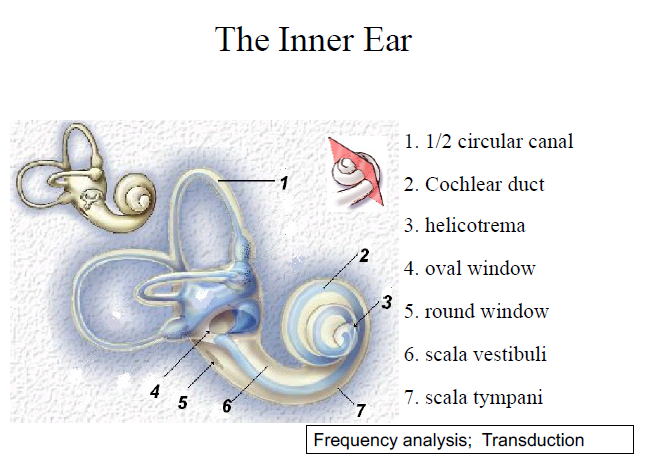 The Inner Ear
1
2
3
4
5
6
7
1. 1/2 circular canal
2. Cochlear duct
3. helicotrema
4. oval window
5. round window
6. scala vestibuli
7. scala tympani
Frequency analysis; Transduction